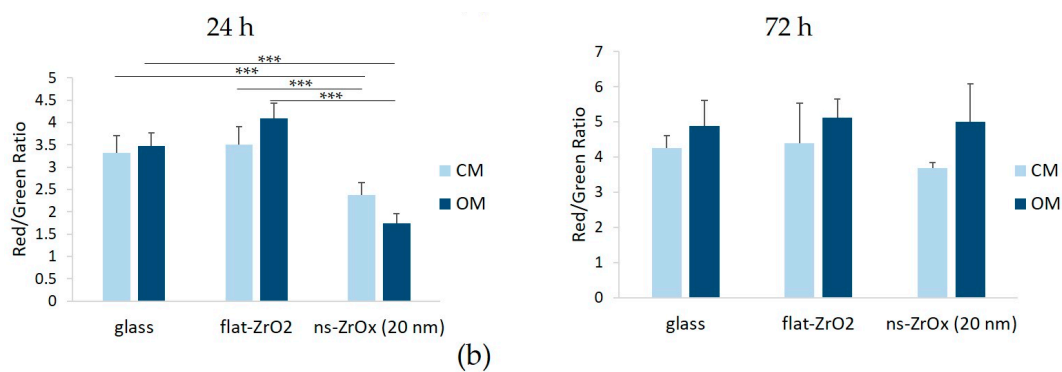 24 h
***
***
***
***
5
4.5
4
3.5
3
2.5
2
1.5
1
0.5
0
Red/Green Ratio
glass
flat-ZrO2
ns-ZrOx (20 nm)
CM
OM
72 h
7
6
5
4
3
2
1
0
Red/Green Ratio
glass
flat-ZrO2
ns-ZrOx (20 nm)
CM
OM
(b)